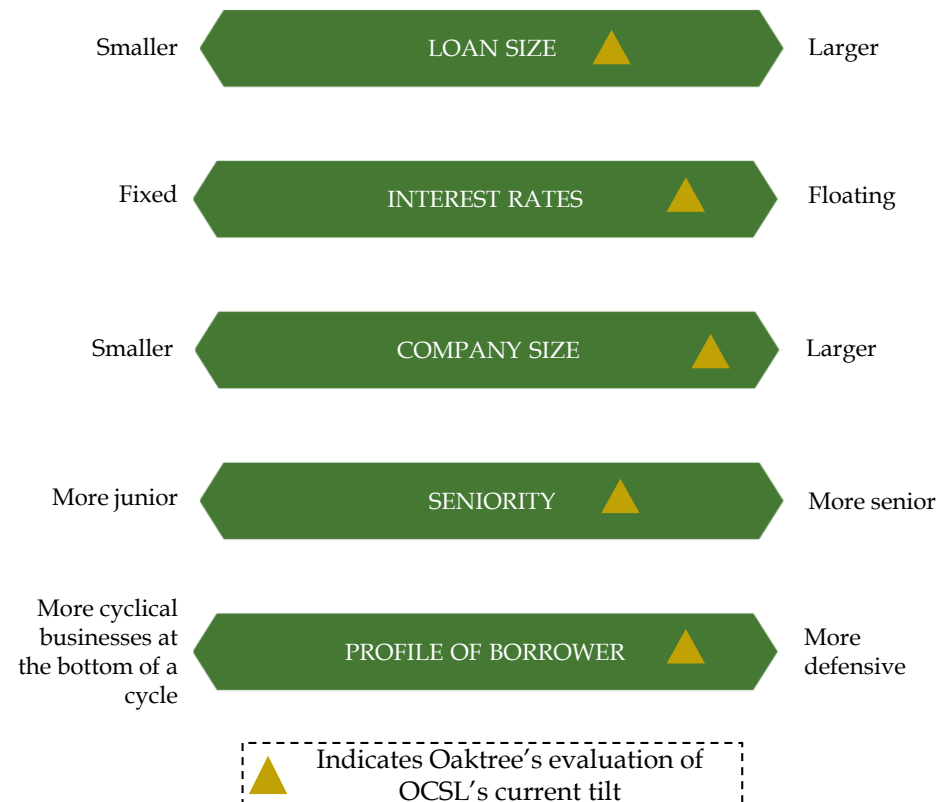 Smaller
LOAN SIZE
Larger
Fixed
INTEREST RATES
Floating
Smaller
COMPANY SIZE
Larger
More junior
SENIORITY
More senior
More cyclical
businesses at
the bottom of a
cycle
PROFILE OF BORROWER
More
defensive
Indicates Oaktree’s evaluation of
OCSL’s current tilt